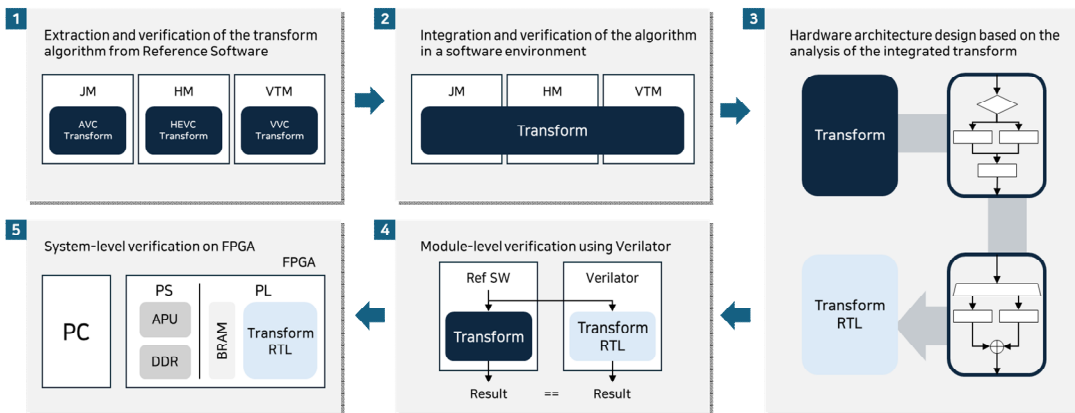 1
Extraction and verification of the transform
algorithm from Reference Software
JM HM VTM
AVC
Transform
HEVC
Transform
VVC
Transform
2
Integration and verification of the algorithm
in a software environment
JM HM VTM
Transform
3
Hardware architecture design based on the
analysis of the integrated transform
Transform
Transform
RTL
4
Module-level verification using Verilator
Ref SW Verilator
Transform
Transform
RTL
Result == Result
5
System-level verification on FPGA
FPGA
PC
PS PL
APU
DDR
BRAM
Transform
RTL